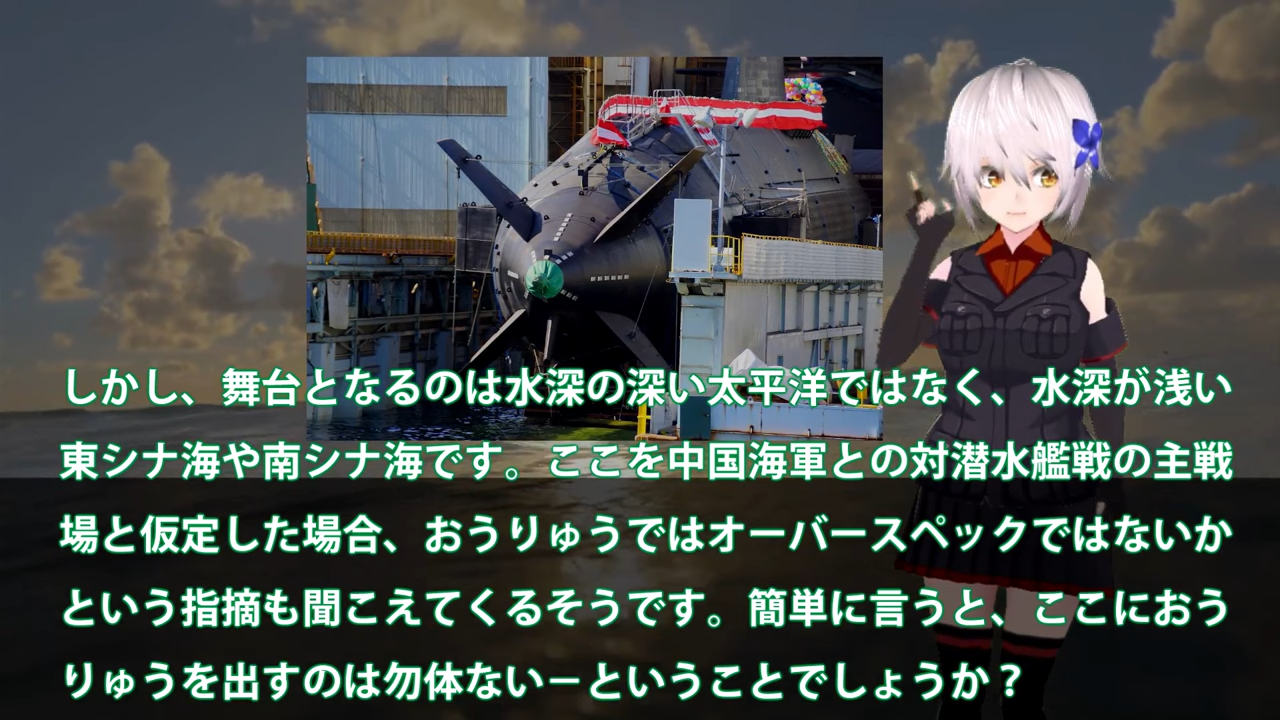 しかし、舞台となるのは水深の深い太平洋ではなく、水深が浅い
東シナ海や南シナ海です。ここを中国海軍との対潜水艦戦の主戦
場と仮定した場合、おうりゅうではオーバースペックではないか
という指摘も聞こえてくるそうです。簡単に言うと、ここにおう
りゅうを出すのは勿体ない－ということでしょうか？